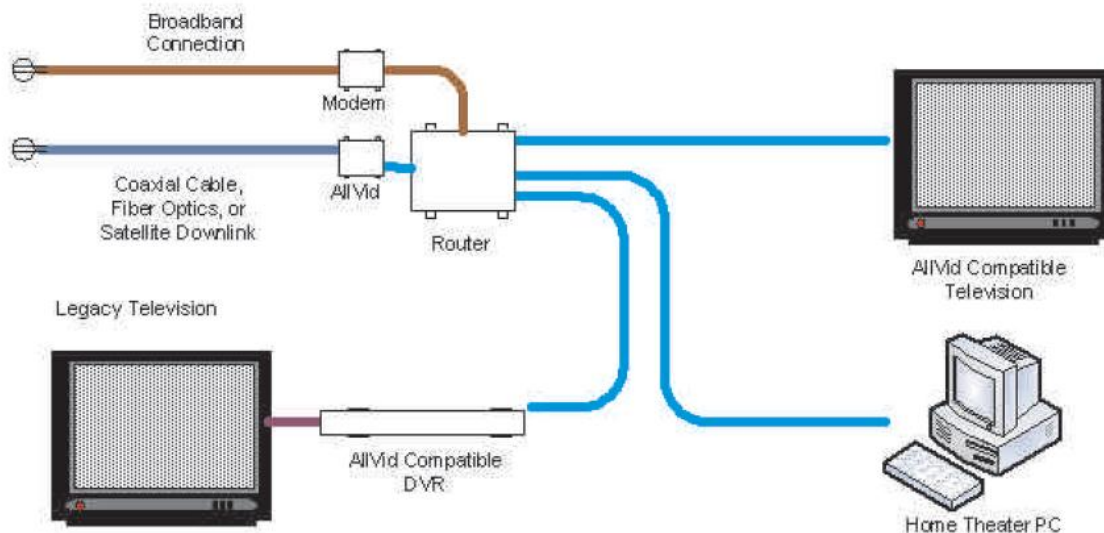 Broadband
Connection
Modem
AllVid
Coaxial Cable,
Fiber Optics, or
Satellite Downlink
Router
AllVid Compatible
Television
Legacy Television
AllVid Compatible
DVR
Home Theater PC